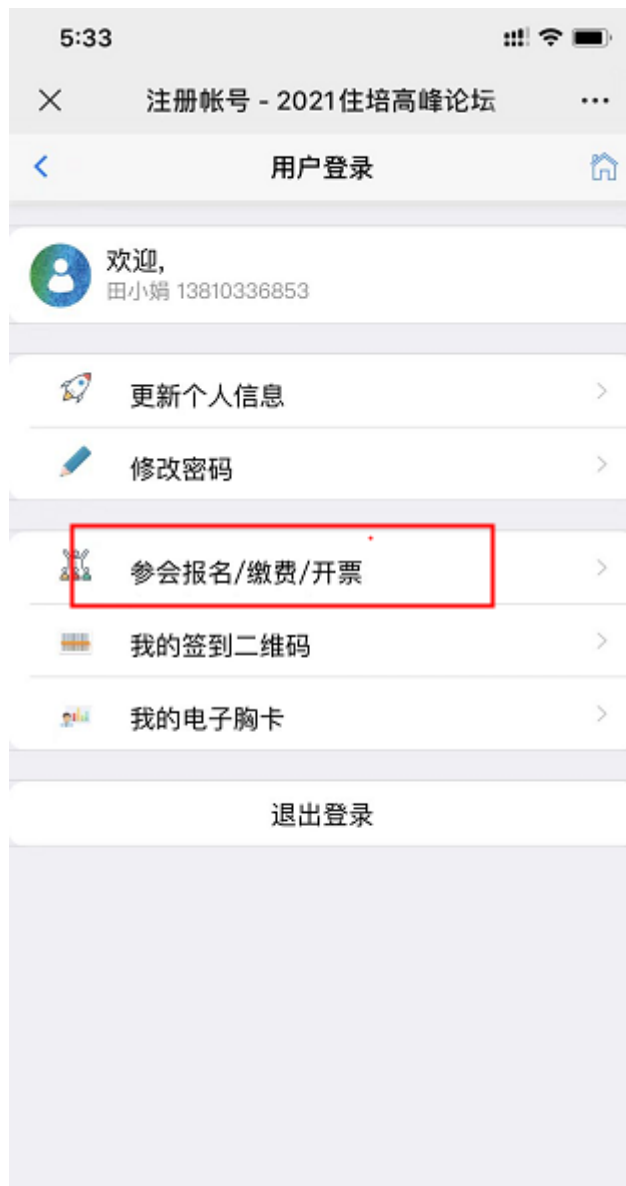 5:33
注册帐号 - 2021住培高峰论坛
用户登录
欢迎,
田小娟 13810336853
更新个人信息
修改密码
参会报名/缴费/开票
我的签到二维码
我的电子胸卡
退出登录